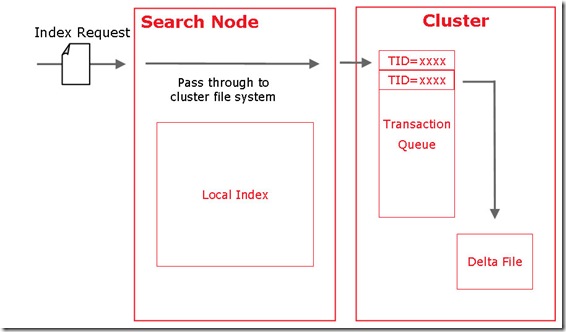 Index Request
Search Node
Pass through to
cluster file system
Local Index
Cluster
TID=xxxx
TID=xxxx
Transaction
Queue
Delta File